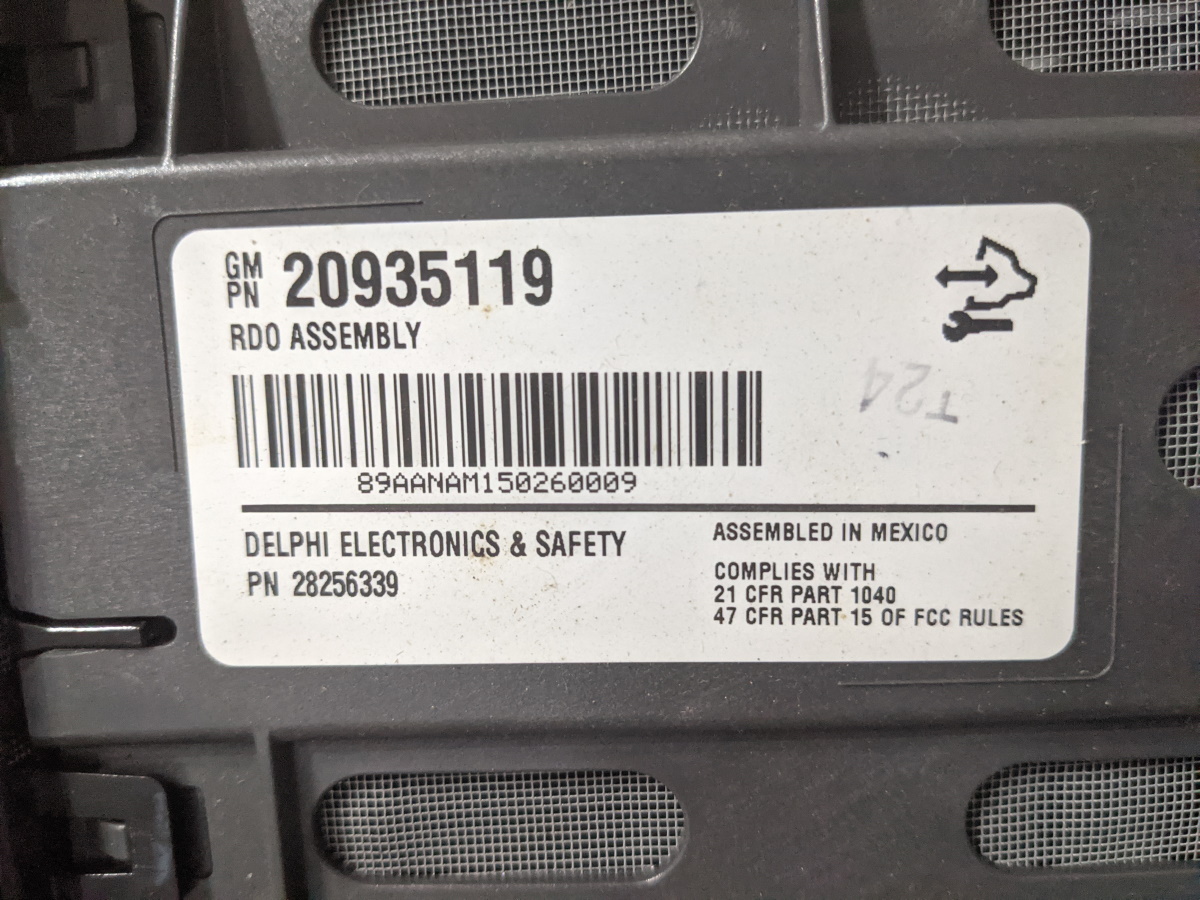 GM
PN 20935119
RDO ASSEMBLY
T24
89AANAM150260009
DELPHI ELECTRONICS & SAFETY
PN 28256339
ASSEMBLED IN MEXICO
COMPLIES WITH
21 CFR PART 1040
47 CFR PART 15 OF FCC RULES